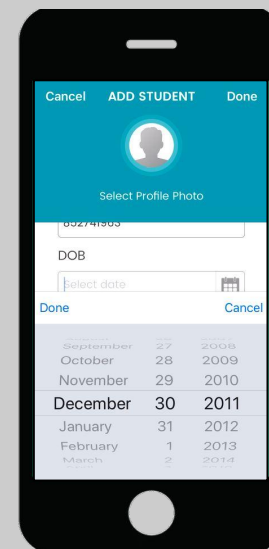 Cancel ADD STUDENT Done
Select Profile Photo
852741963
DOB
Select date
Done Cancel
September 27 2008
October 28 2009
November 29 2010
December 30 2011
January 31 2012
February 1 2013
March 2 2014